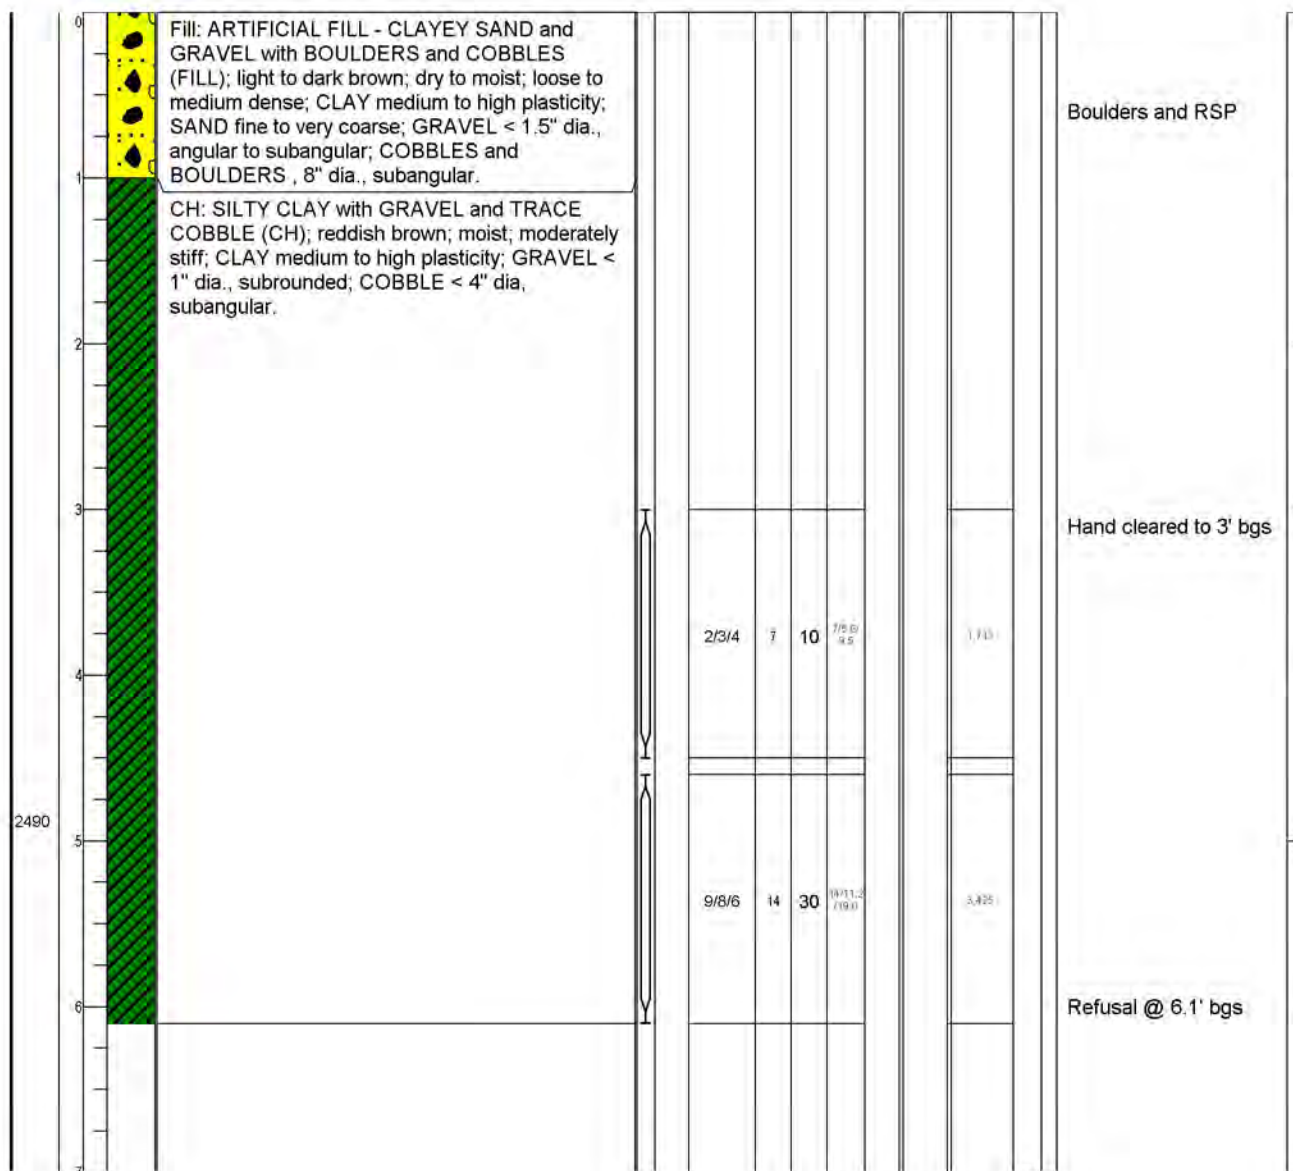 0
Fill: ARTIFICIAL FILL - CLAYEY SAND and
GRAVEL with BOULDERS and COBBLES
(FILL); light to dark brown; dry to moist; loose to
medium dense; CLAY medium to high plasticity;
SAND fine to very coarse; GRAVEL < 1.5" dia.,
angular to subangular; COBBLES and
BOULDERS , 8" dia., subangular.
Boulders and RSP
1
CH: SILTY CLAY with GRAVEL and TRACE
COBBLE (CH); reddish brown; moist; moderately
stiff; CLAY medium to high plasticity; GRAVEL <
1" dia., subrounded; COBBLE < 4" dia,
subangular.
2
3
Hand cleared to 3' bgs
2/3/4 7 10
4
2490
5
9/8/6 14 30
6
Refusal @ 6.1' bgs
7